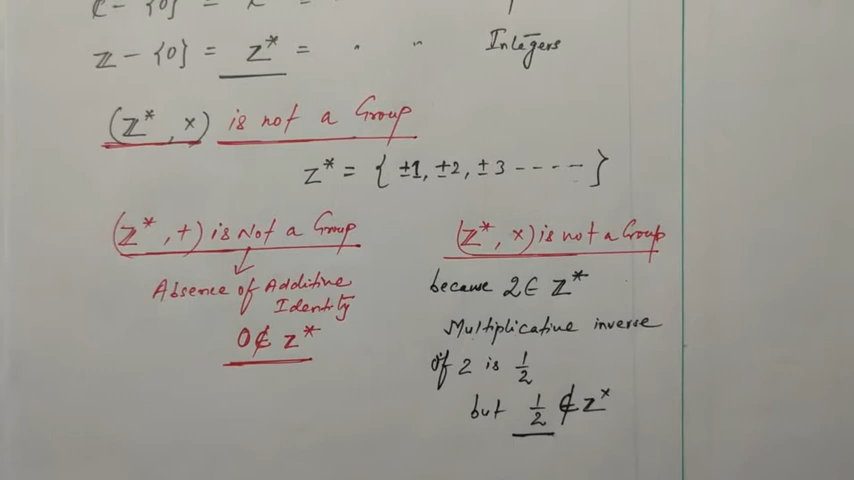 ℤ - {0} = ℤ* = " " Integers
(ℤ*, ×) is not a Group
ℤ* = { ±1, ±2, ±3 ------ }
(ℤ*, +) is Not a Group
Absence of Additive
Identity
0 ∉ ℤ*
(ℤ*, ×) is not a Group
because 2 ∈ ℤ*
Multiplicative inverse
of 2 is 1/2
but 1/2 ∉ ℤ*